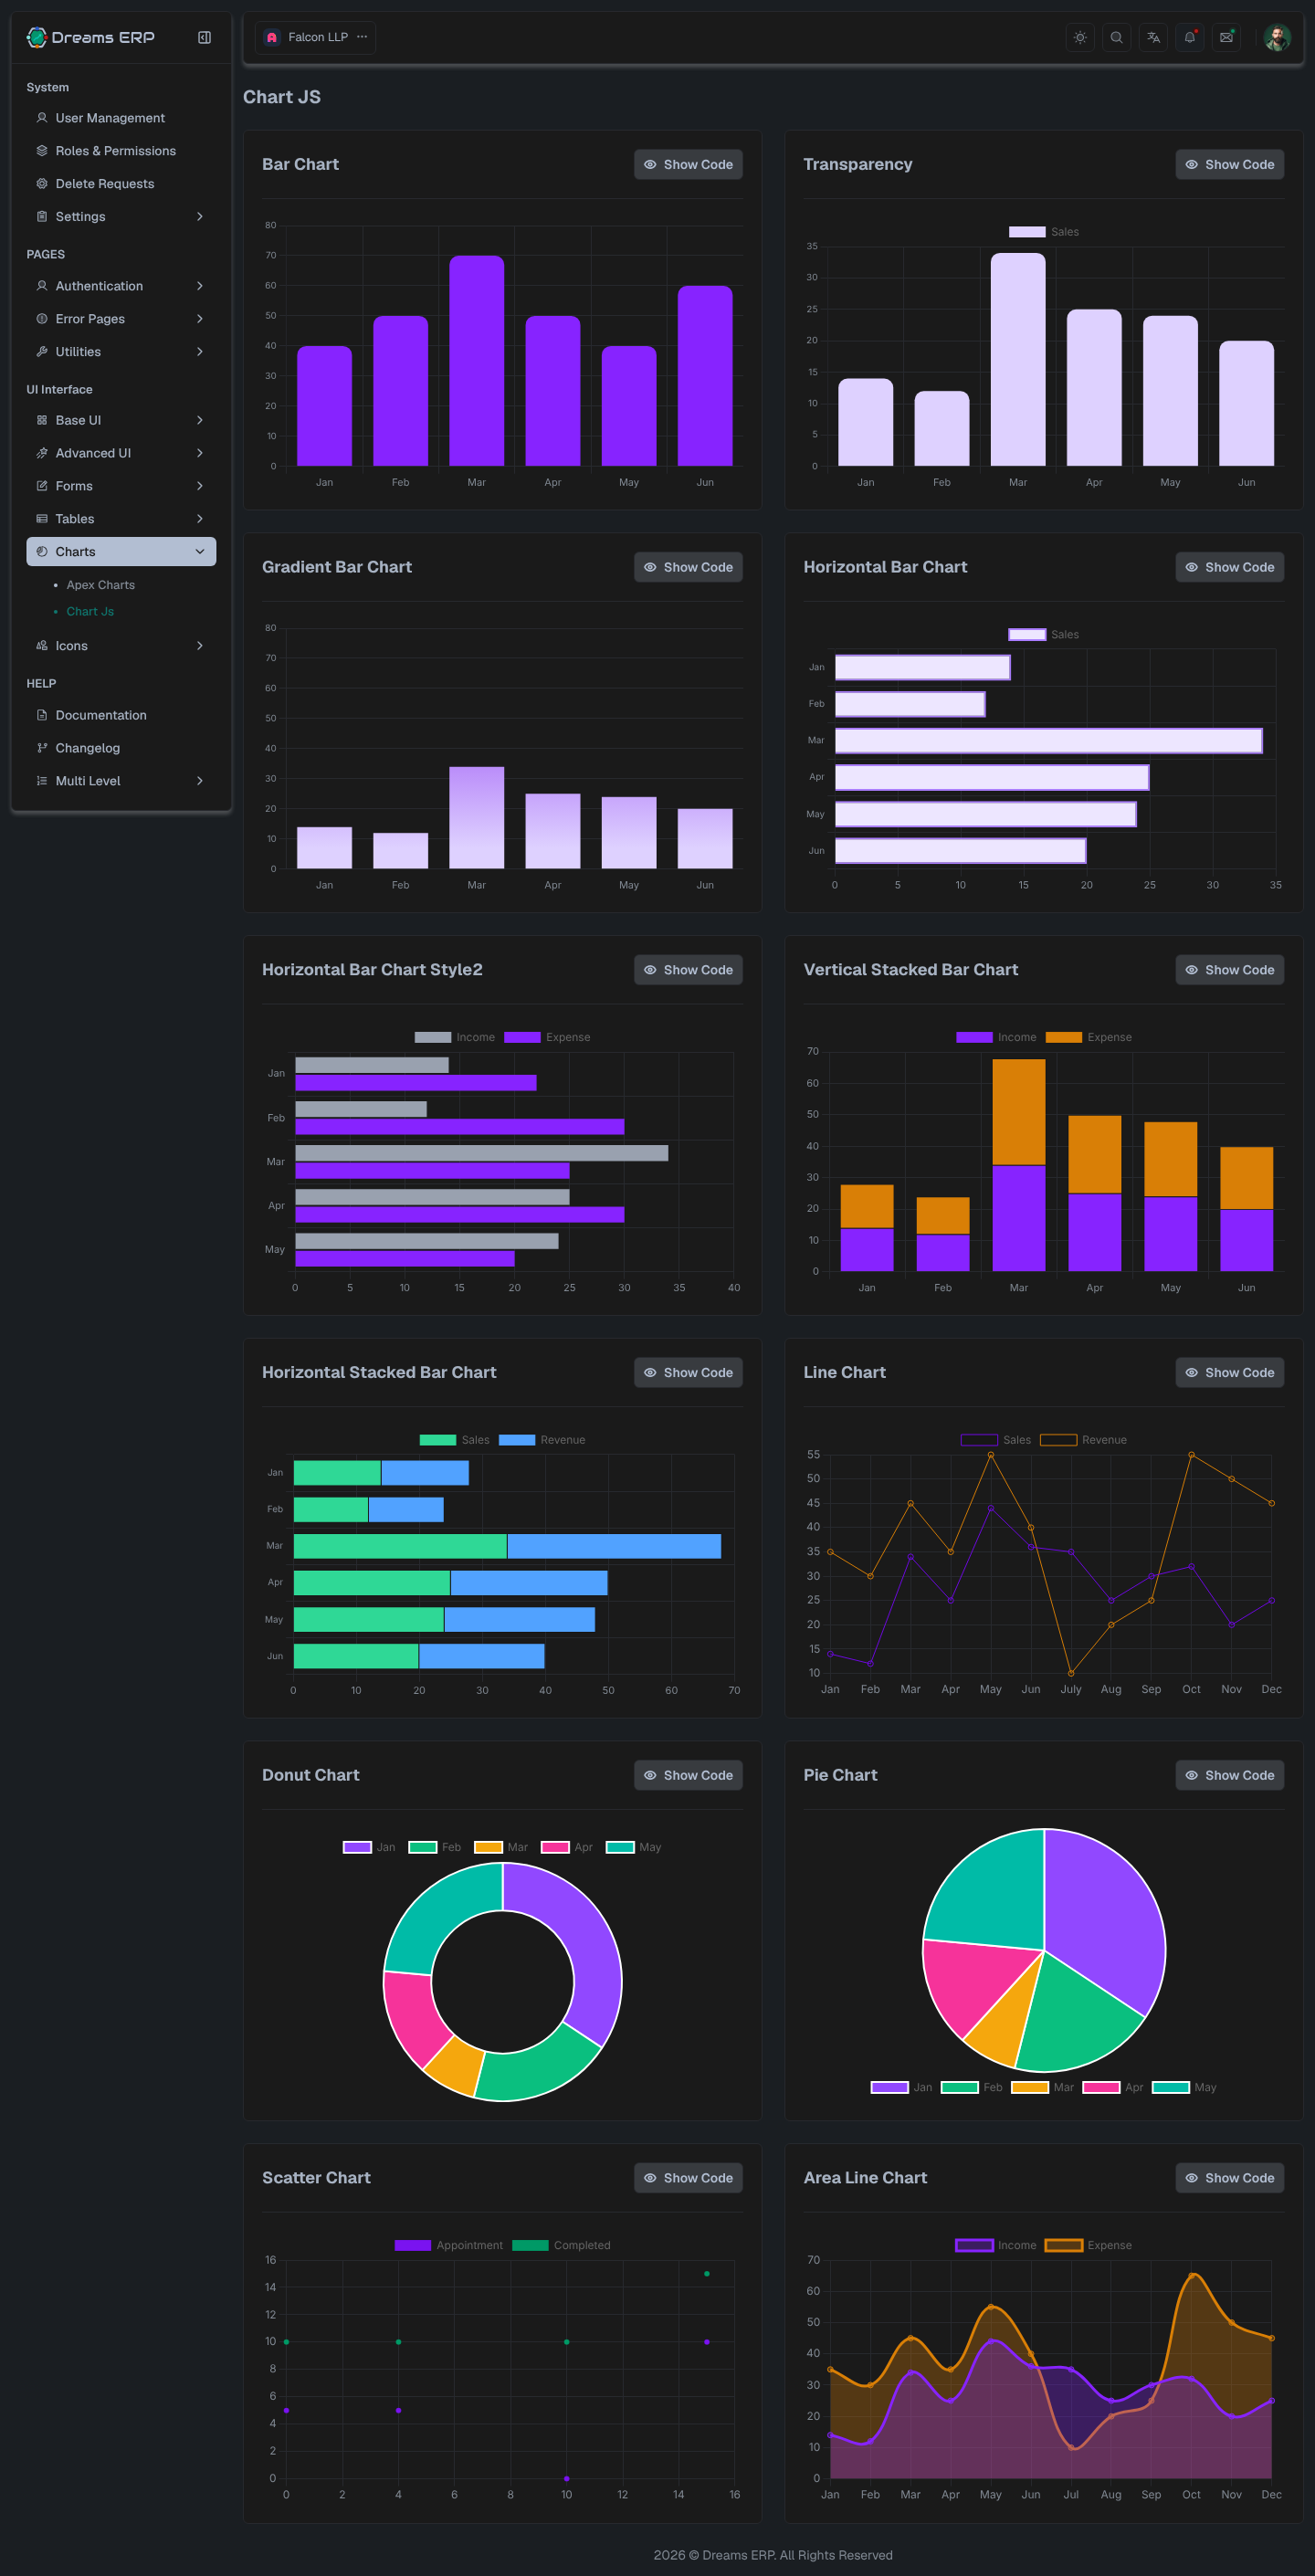 Dreams ERP
System
User Management
Roles & Permissions
Delete Requests
Settings
PAGES
Authentication
Error Pages
Utilities
UI Interface
Base UI
Advanced UI
Forms
Tables
Charts
Apex Charts
Chart Js
Icons
HELP
Documentation
Changelog
Multi Level
Falcon LLP
Chart JS
Bar Chart
Show Code
80
70
60
50
40
30
20
10
0
Jan Feb Mar Apr May Jun
Transparency
Show Code
Sales
35
30
25
20
15
10
5
0
Jan Feb Mar Apr May Jun
Gradient Bar Chart
Show Code
80
70
60
50
40
30
20
10
0
Jan Feb Mar Apr May Jun
Horizontal Bar Chart
Show Code
Sales
Jan
Feb
Mar
Apr
May
Jun
0 5 10 15 20 25 30 35
Horizontal Bar Chart Style2
Show Code
Income Expense
Jan
Feb
Mar
Apr
May
0 5 10 15 20 25 30 35 40
Vertical Stacked Bar Chart
Show Code
Income Expense
70
60
50
40
30
20
10
0
Jan Feb Mar Apr May Jun
Horizontal Stacked Bar Chart
Show Code
Sales Revenue
Jan
Feb
Mar
Apr
May
Jun
0 10 20 30 40 50 60 70
Line Chart
Show Code
Sales Revenue
55
50
45
40
35
30
25
20
15
10
Jan Feb Mar Apr May Jun July Aug Sep Oct Nov Dec
Donut Chart
Show Code
Jan Feb Mar Apr May
Pie Chart
Show Code
Jan Feb Mar Apr May
Scatter Chart
Show Code
Appointment Completed
16
14
12
10
8
6
4
2
0
0 2 4 6 8 10 12 14 16
Area Line Chart
Show Code
Income Expense
70
60
50
40
30
20
10
0
Jan Feb Mar Apr May Jun Jul Aug Sep Oct Nov Dec
2026 © Dreams ERP. All Rights Reserved